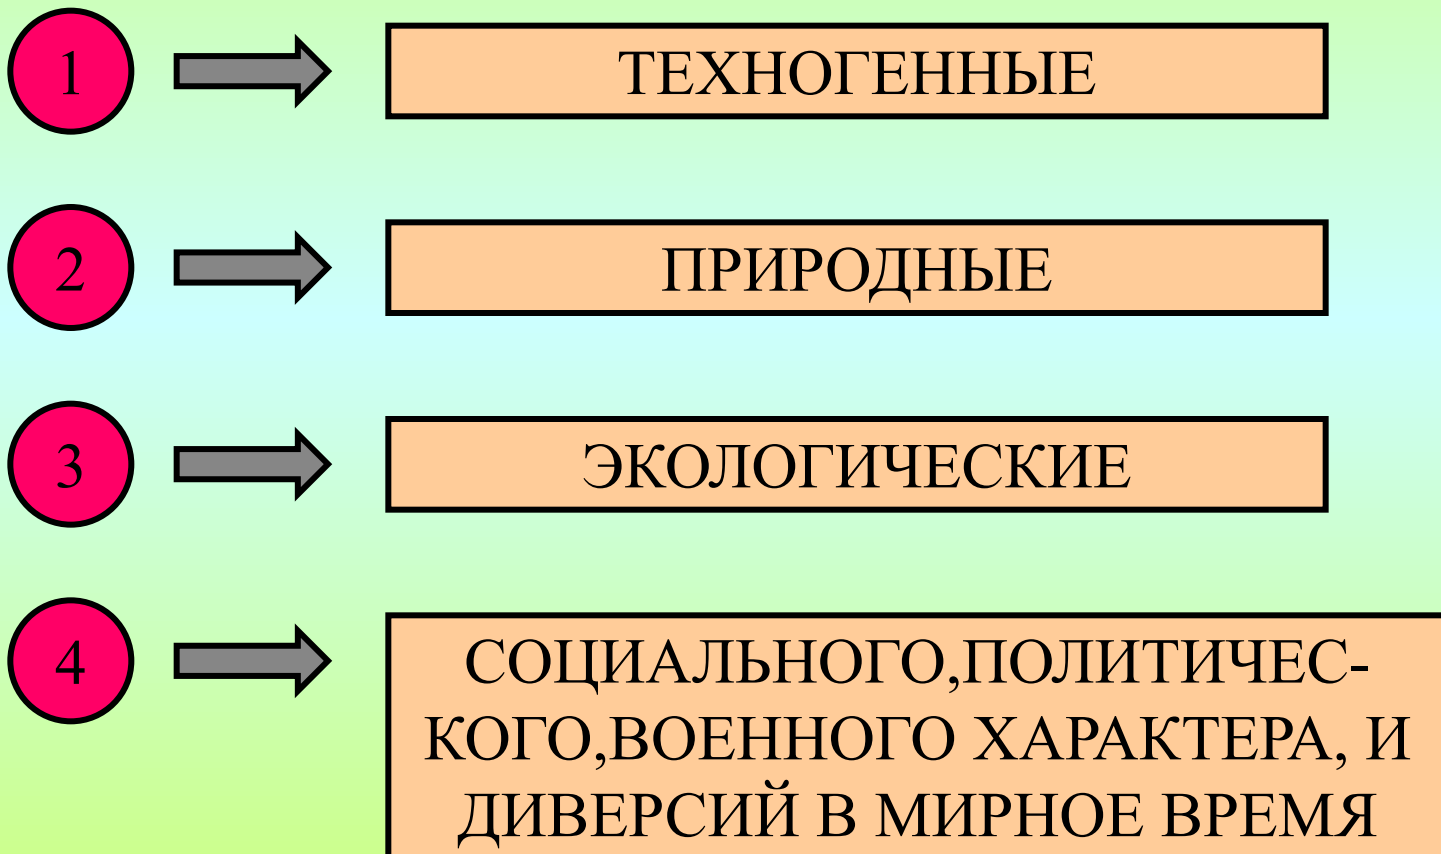 1 ТЕХНОГЕННЫЕ
2 ПРИРОДНЫЕ
3 ЭКОЛОГИЧЕСКИЕ
4 СОЦИАЛЬНОГО,ПОЛИТИЧЕС-
КОГО,ВОЕННОГО ХАРАКТЕРА, И
ДИВЕРСИЙ В МИРНОЕ ВРЕМЯ